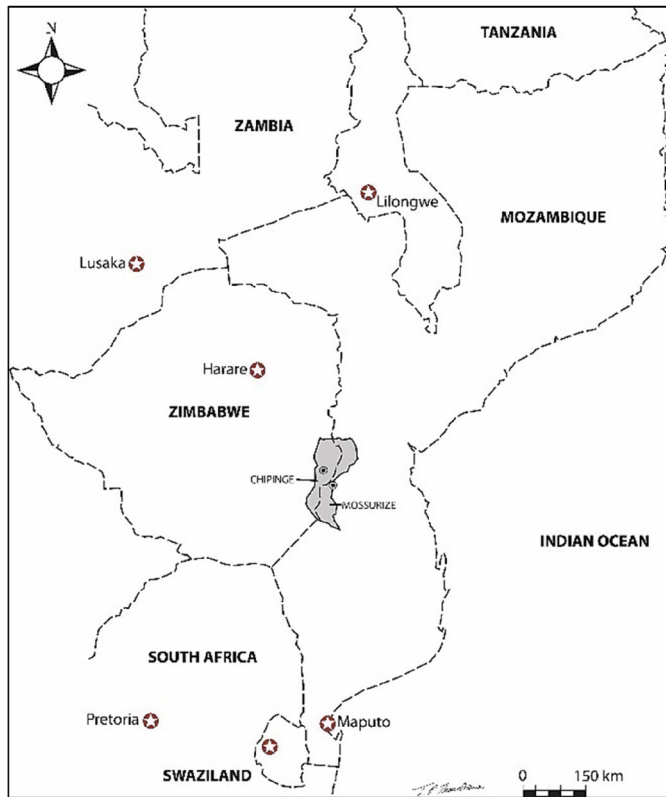 TANZANIA
N
ZAMBIA
Lilongwe
MOZAMBIQUE
Lusaka
Harare
ZIMBABWE
CHIPINGE
MOSSURIZE
INDIAN OCEAN
SOUTH AFRICA
Pretoria
Maputo
SWAZILAND
0 150 km